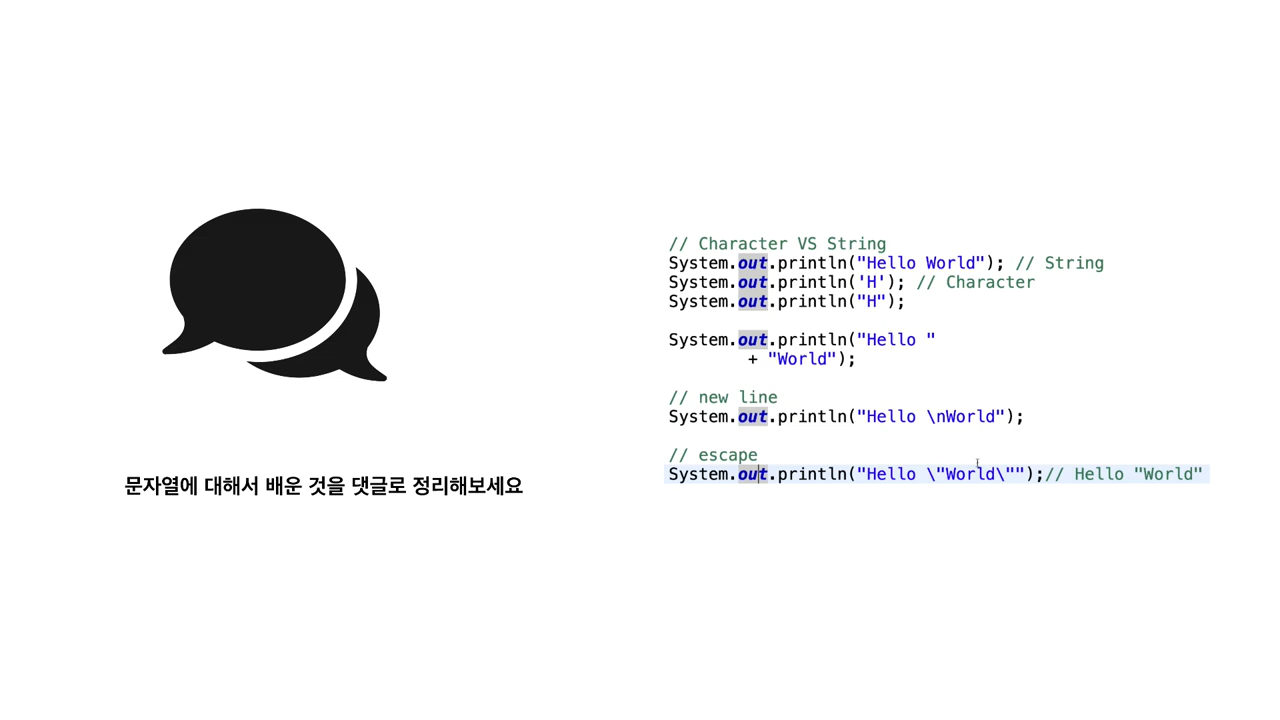 문자열에 대해서 배운 것을 댓글로 정리해보세요
// Character VS String
System.out.println("Hello World"); // String
System.out.println('H'); // Character
System.out.println("H");
System.out.println("Hello "
        + "World");
// new line
System.out.println("Hello \nWorld");
// escape
System.out.println("Hello \"World\"");// Hello "World"